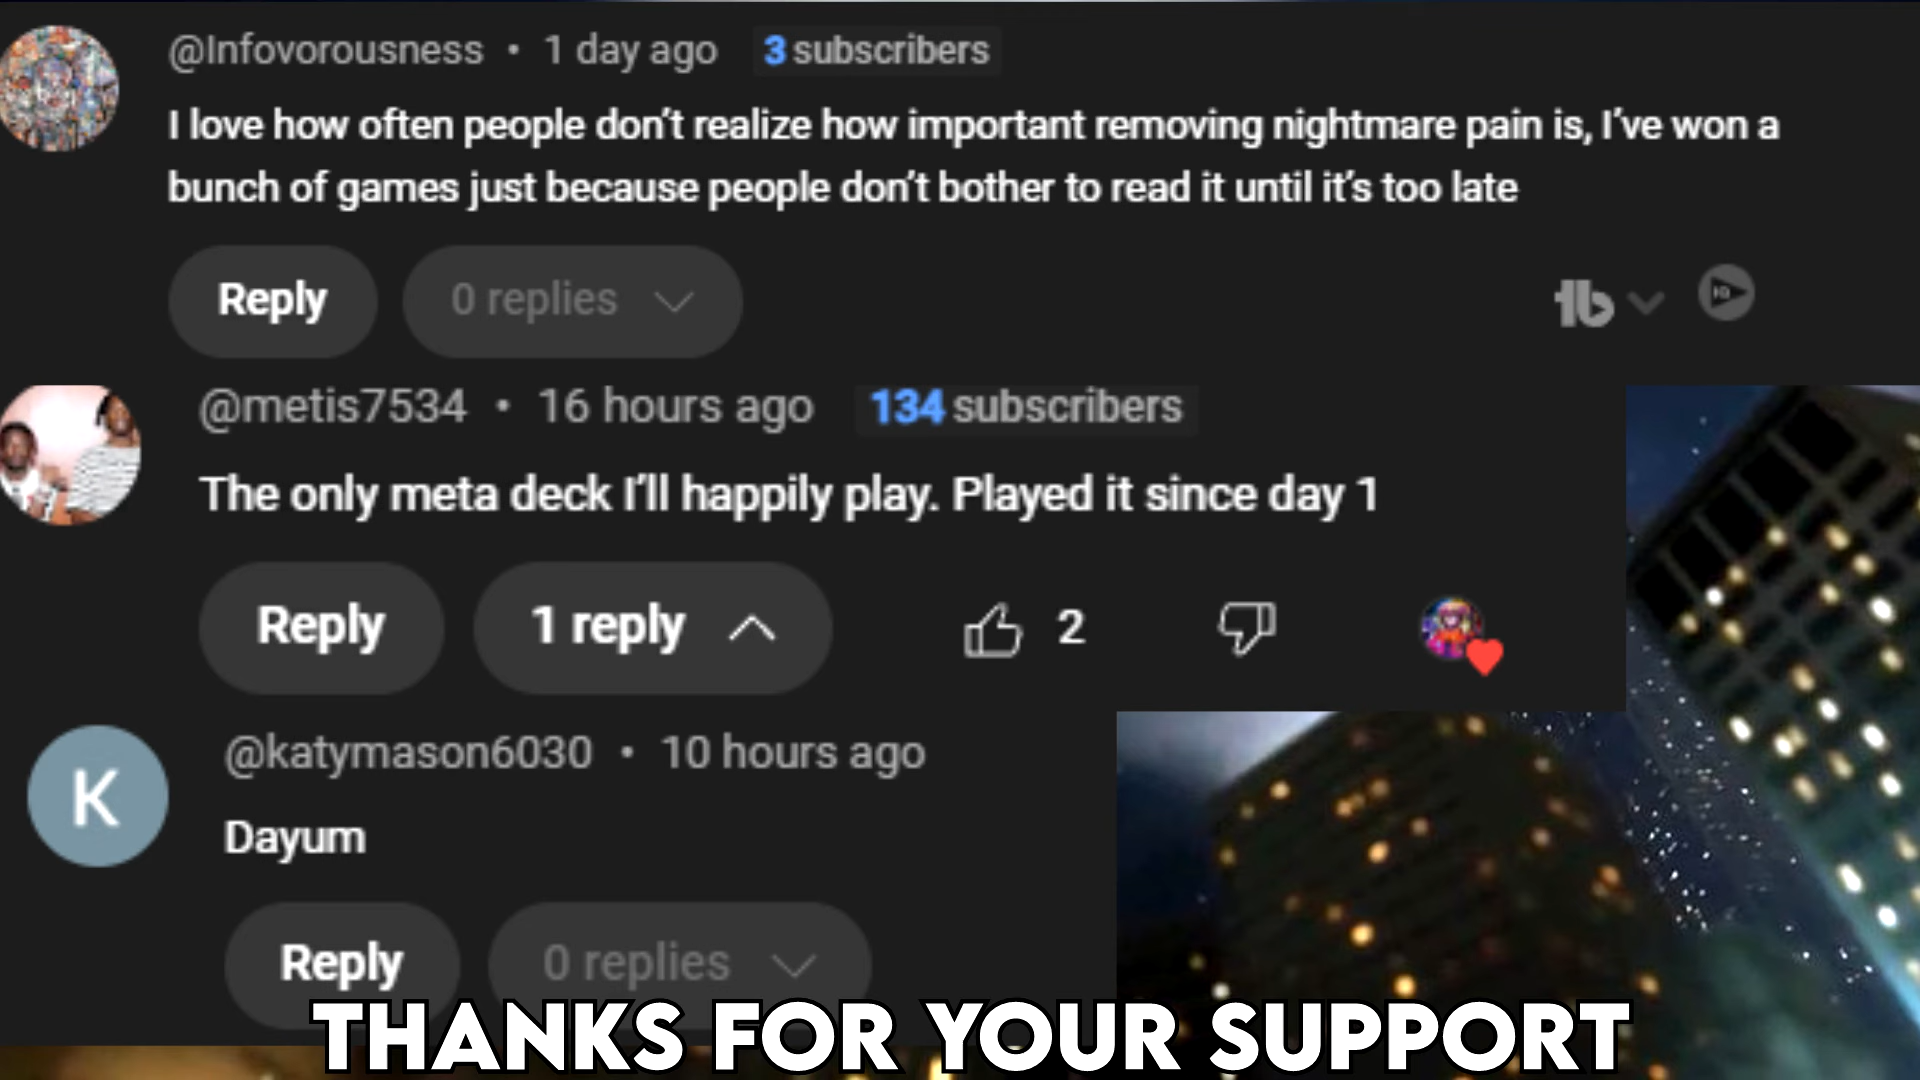 @Infovorousness • 1 day ago 3 subscribers
I love how often people don't realize how important removing nightmare pain is, I've won a
bunch of games just because people don't bother to read it until it's too late
Reply 0 replies
@metis7534 • 16 hours ago 134 subscribers
The only meta deck I'll happily play. Played it since day 1
Reply 1 reply 2
@katymason6030 • 10 hours ago
K
Dayum
Reply 0 replies
THANKS FOR YOUR SUPPORT